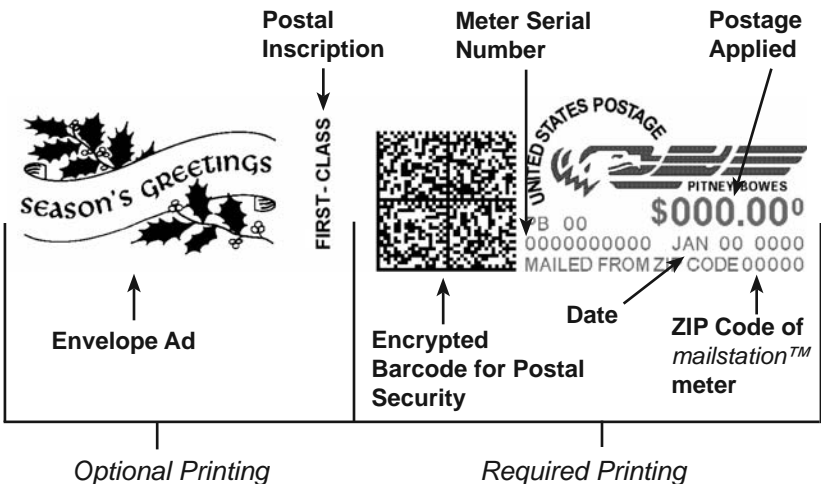 Postal
Inscription
Meter Serial
Number
Postage
Applied
SEASON'S GREETINGS
FIRST-CLASS
UNITED STATES POSTAGE
PITNEY BOWES
$000.00⁰
PB 00
0000000000 JAN 00 0000
MAILED FROM ZIP CODE 00000
Envelope Ad
Encrypted
Barcode for Postal
Security
Date
ZIP Code of
mailstation™
meter
Optional Printing
Required Printing